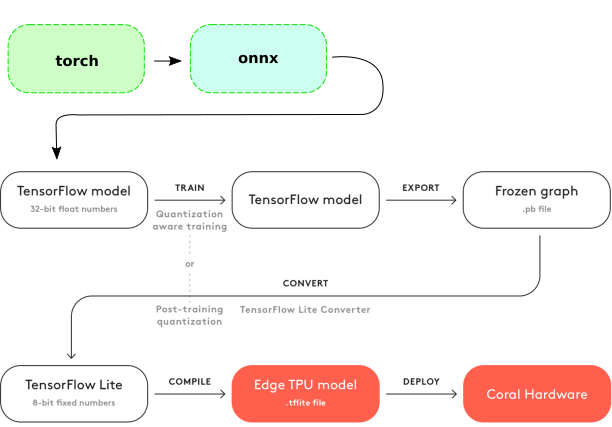 torch
onnx
TensorFlow model
32-bit float numbers
TRAIN
Quantization
aware training
TensorFlow model
EXPORT
Frozen graph
.pb file
or
CONVERT
Post-training
quantization
TensorFlow Lite Converter
TensorFlow Lite
8-bit fixed numbers
COMPILE
Edge TPU model
.tflite file
DEPLOY
Coral Hardware